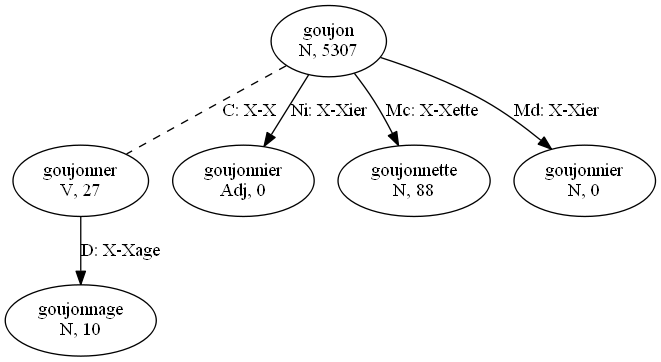 goujon
N, 5307
C: X-X
Ni: X-Xier
Mc: X-Xette
Md: X-Xier
goujonner
V, 27
goujonnier
Adj, 0
goujonnette
N, 88
goujonnier
N, 0
D: X-Xage
goujonnage
N, 10